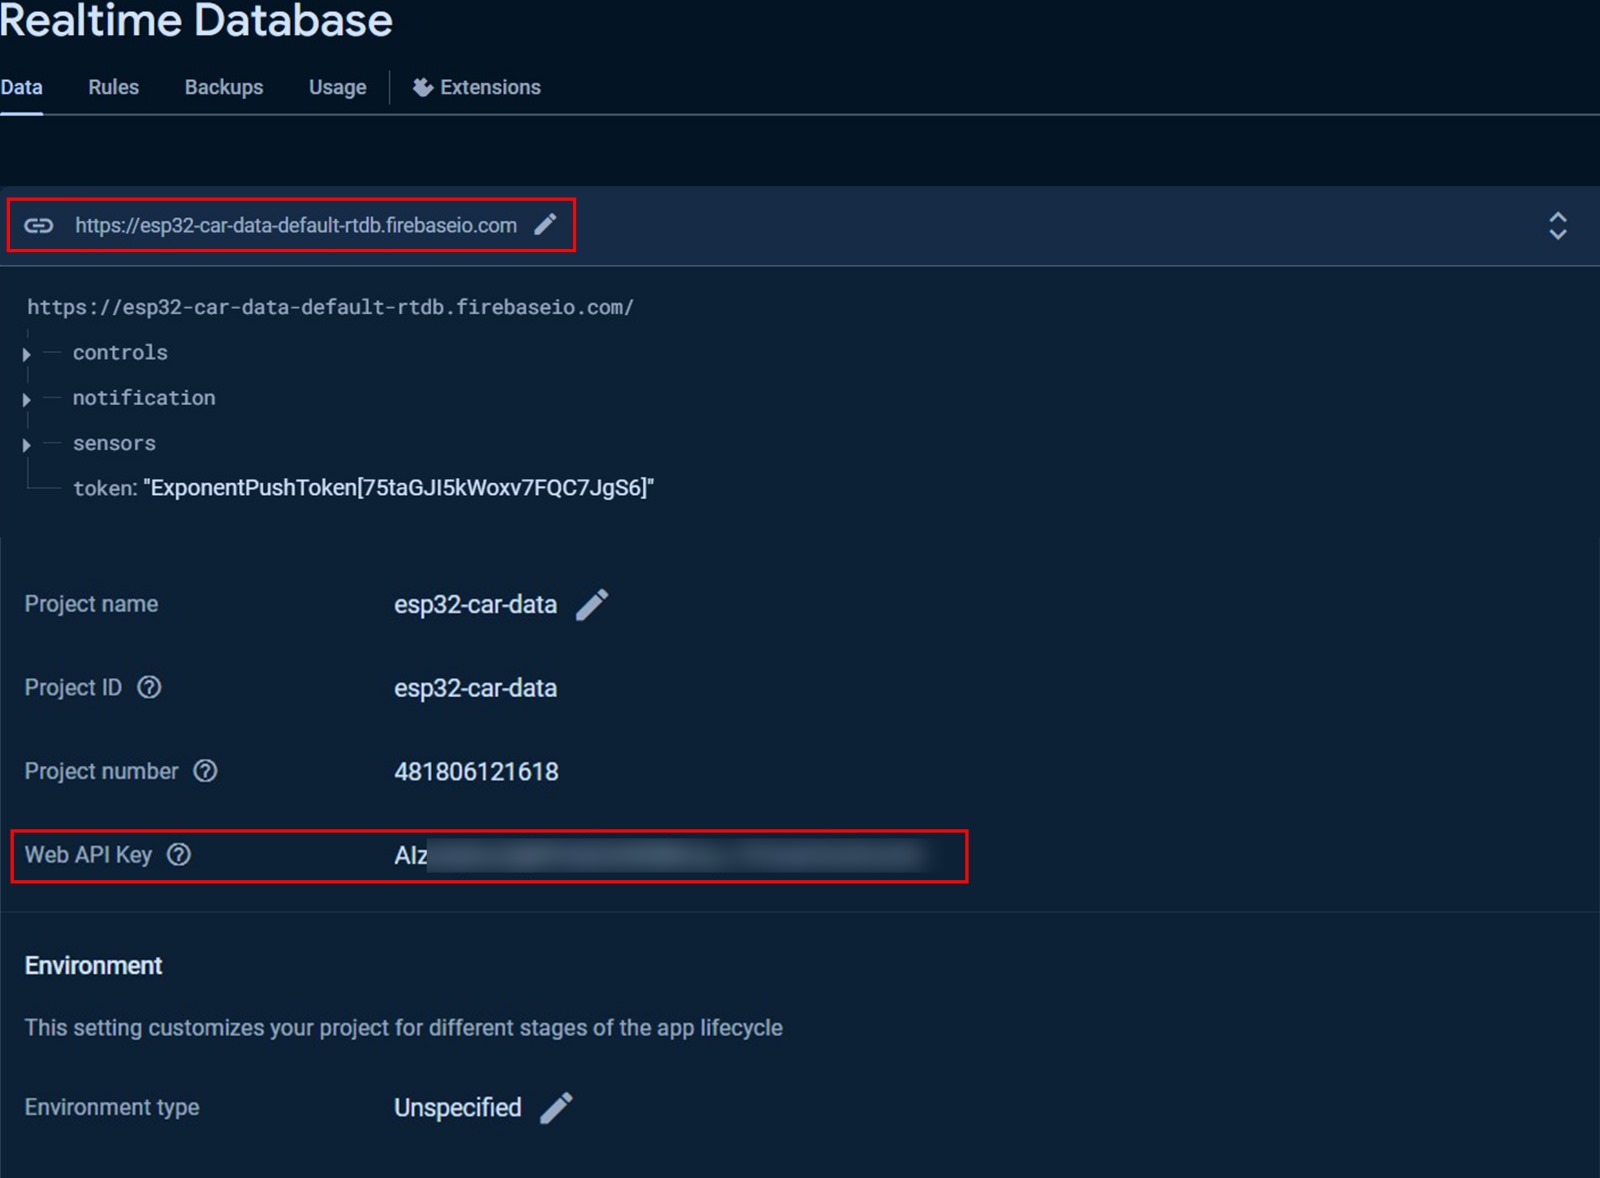 Realtime Database
Data Rules Backups Usage Extensions
https://esp32-car-data-default-rtdb.firebaseio.com
https://esp32-car-data-default-rtdb.firebaseio.com/
controls
notification
sensors
token: "ExponentPushToken[75taGJI5kWoxv7FQC7JgS6]"
Project name esp32-car-data
Project ID esp32-car-data
Project number 481806121618
Web API Key AIz
Environment
This setting customizes your project for different stages of the app lifecycle
Environment type Unspecified